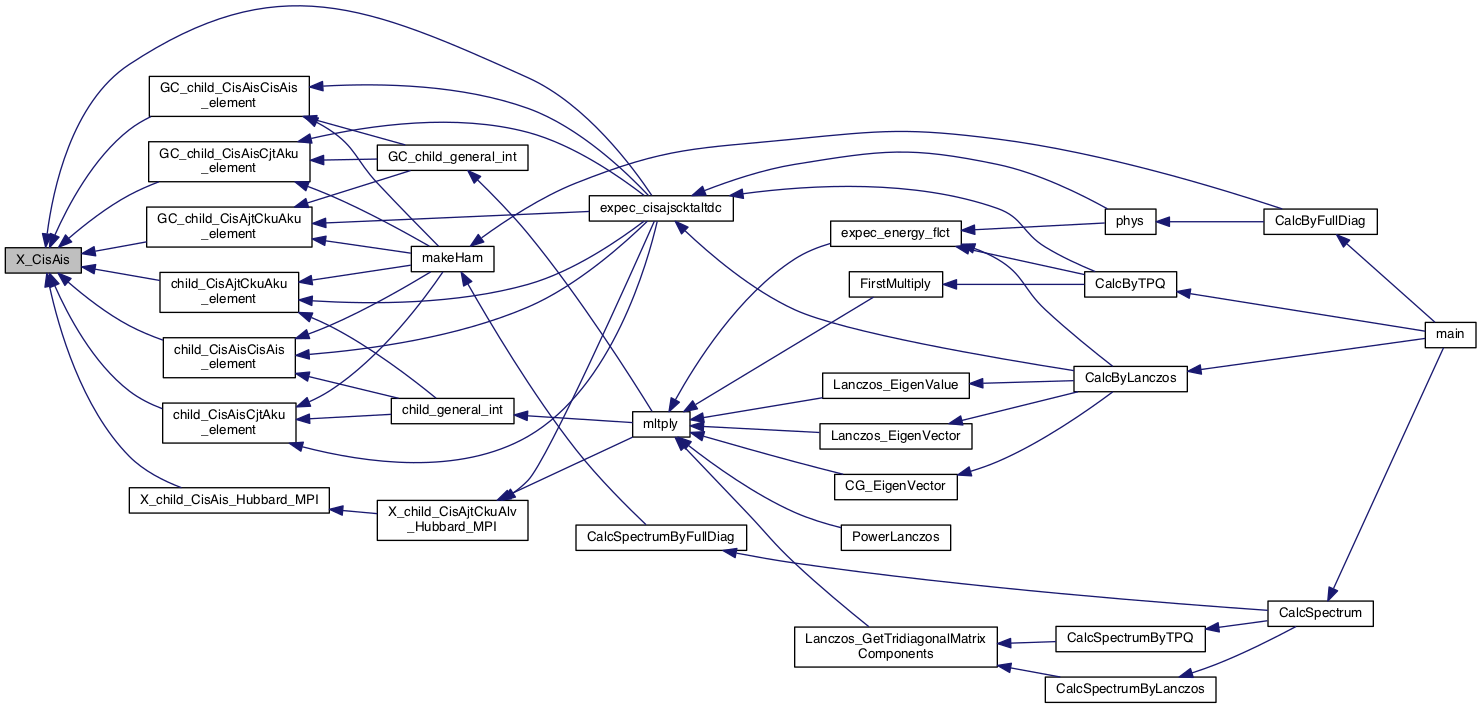 X_CisAis
GC_child_CisAisCisAis
_element
GC_child_CisAisCjtAku
_element
GC_child_CisAjtCkuAku
_element
child_CisAjtCkuAku
_element
child_CisAisCisAis
_element
child_CisAisCjtAku
_element
X_child_CisAis_Hubbard_MPI
GC_child_general_int
makeHam
child_general_int
X_child_CisAjtCkuAlv
_Hubbard_MPI
expec_cisajscktaltdc
mltply
CalcSpectrumByFullDiag
expec_energy_flct
FirstMultiply
Lanczos_EigenValue
Lanczos_EigenVector
CG_EigenVector
PowerLanczos
Lanczos_GetTridiagonalMatrix
Components
phys
CalcByTPQ
CalcByLanczos
CalcSpectrumByTPQ
CalcSpectrumByLanczos
CalcByFullDiag
CalcSpectrum
main